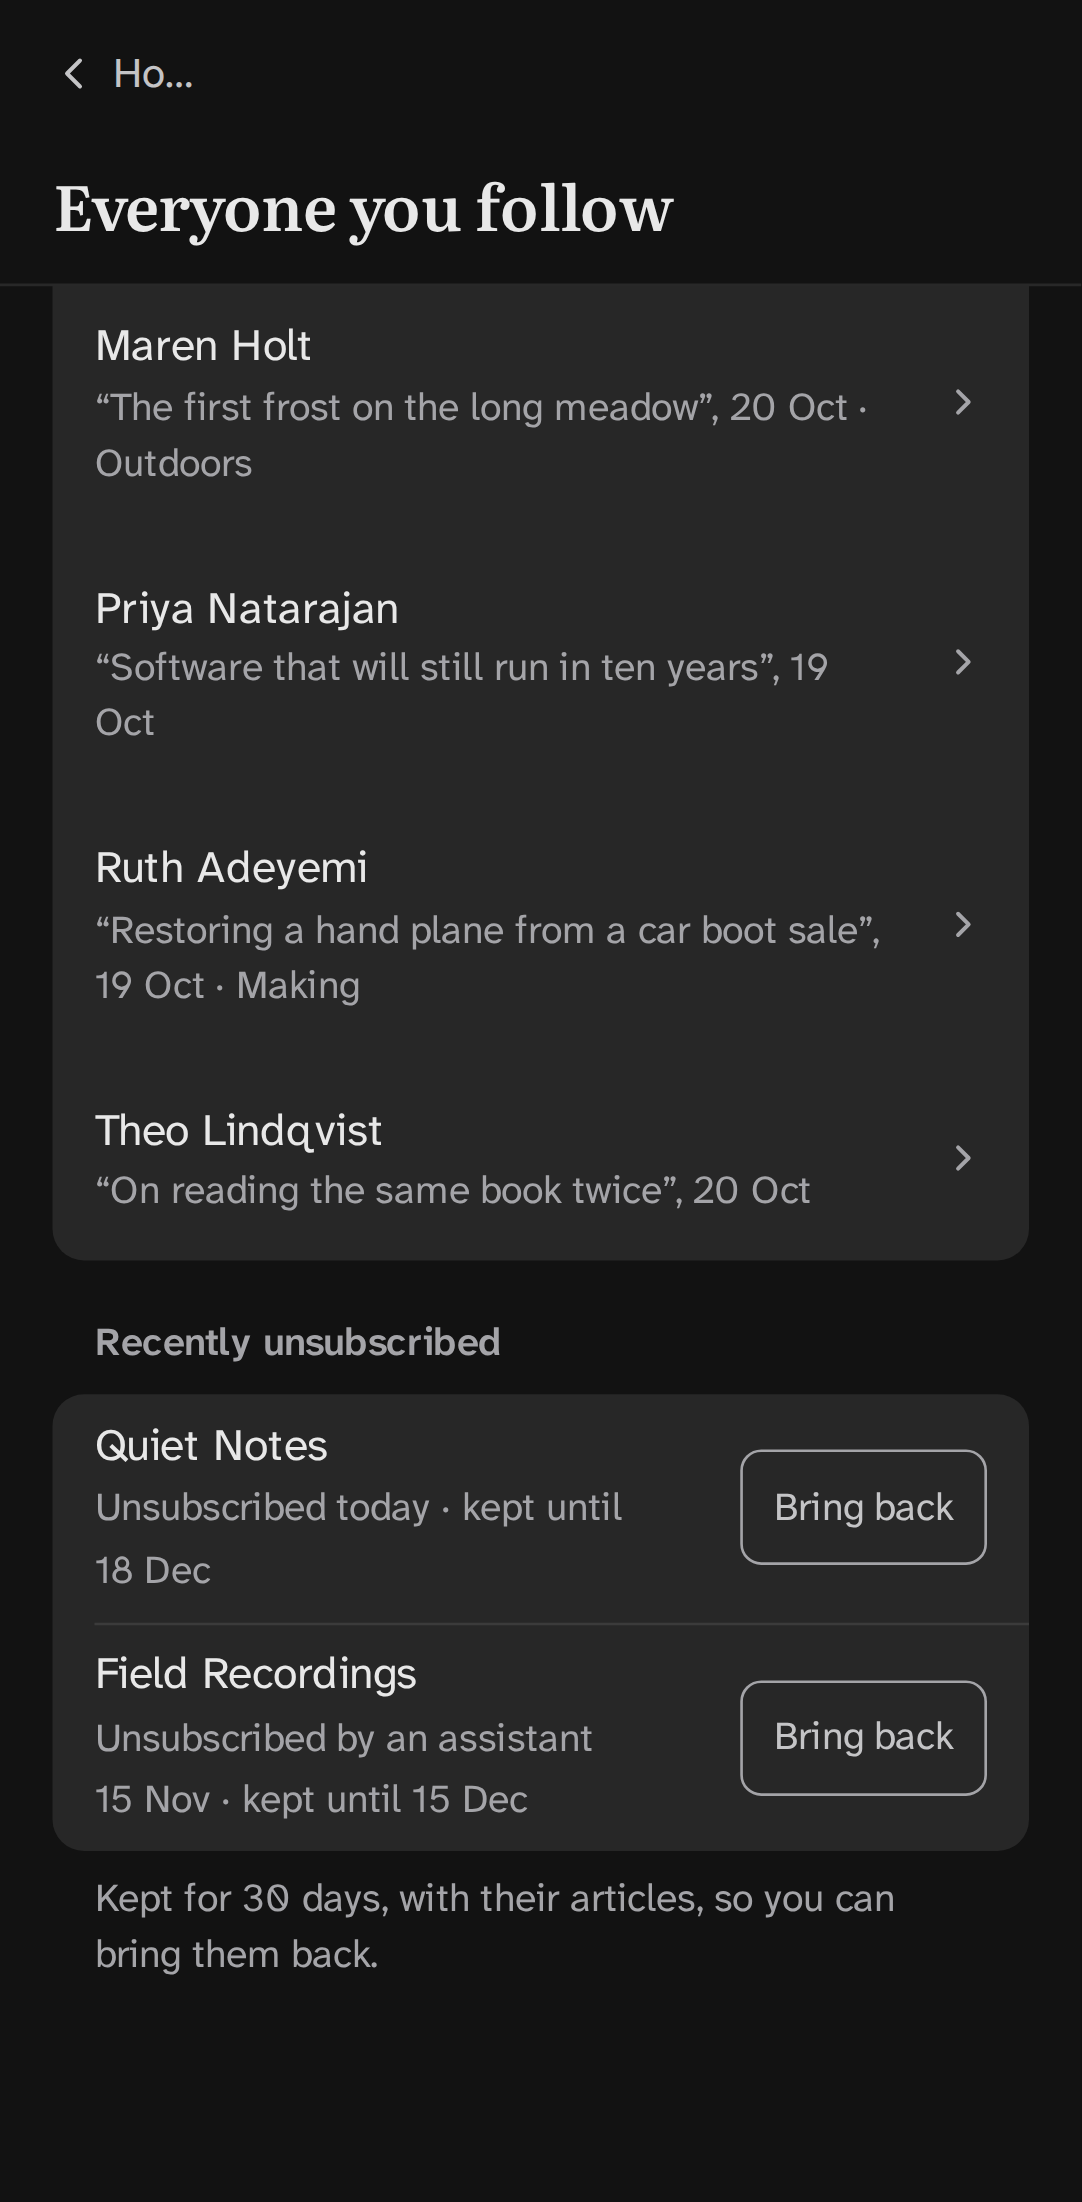 Ho...
Everyone you follow
Maren Holt
“The first frost on the long meadow”, 20 Oct ·
Outdoors
Priya Natarajan
“Software that will still run in ten years”, 19
Oct
Ruth Adeyemi
“Restoring a hand plane from a car boot sale”,
19 Oct · Making
Theo Lindqvist
“On reading the same book twice”, 20 Oct
Recently unsubscribed
Quiet Notes
Unsubscribed today · kept until
18 Dec
Bring back
Field Recordings
Unsubscribed by an assistant
15 Nov · kept until 15 Dec
Bring back
Kept for 30 days, with their articles, so you can
bring them back.